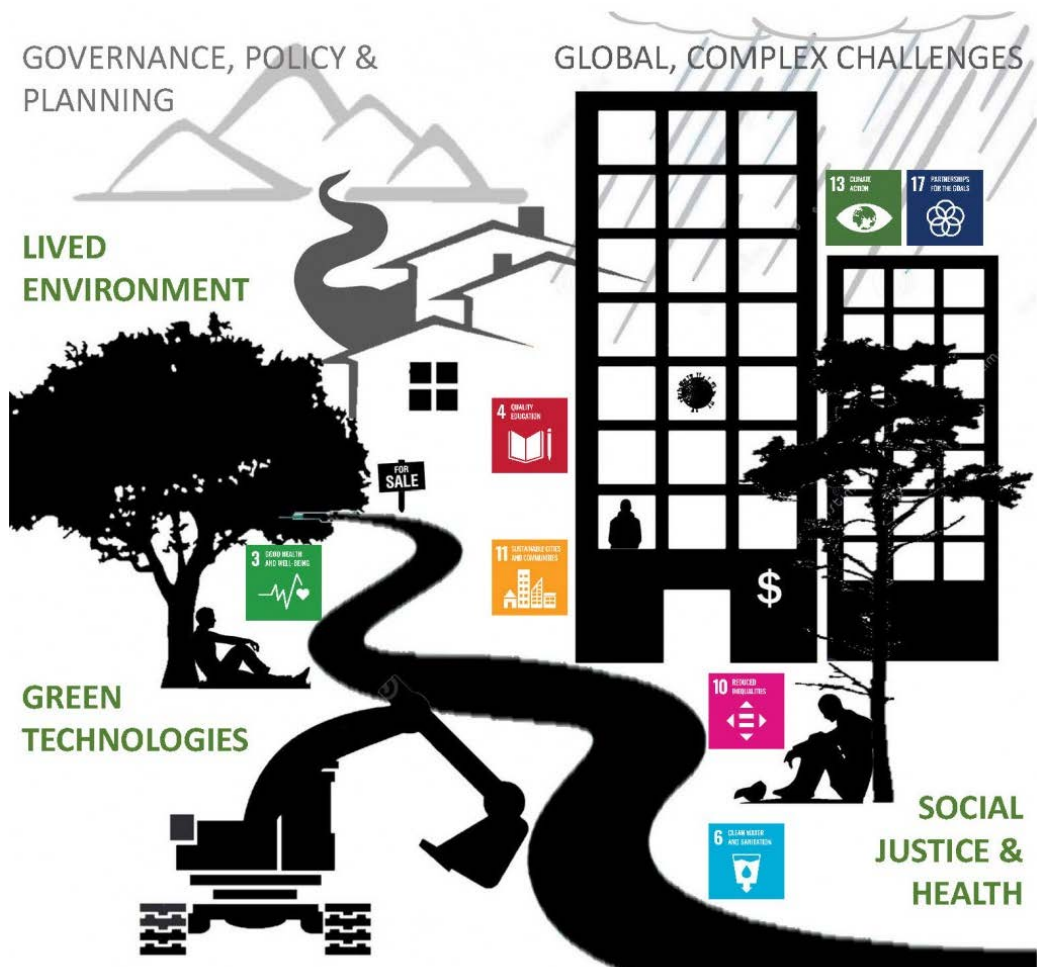 GOVERNANCE, POLICY &
PLANNING
GLOBAL, COMPLEX CHALLENGES
13 CLIMATE
ACTION
17 PARTNERSHIPS
FOR THE GOALS
LIVED
ENVIRONMENT
4 QUALITY
EDUCATION
FOR
SALE
3 GOOD HEALTH
AND WELL-BEING
11 SUSTAINABLE CITIES
AND COMMUNITIES
$
GREEN
TECHNOLOGIES
10 REDUCED
INEQUALITIES
6 CLEAN WATER
AND SANITATION
SOCIAL
JUSTICE &
HEALTH